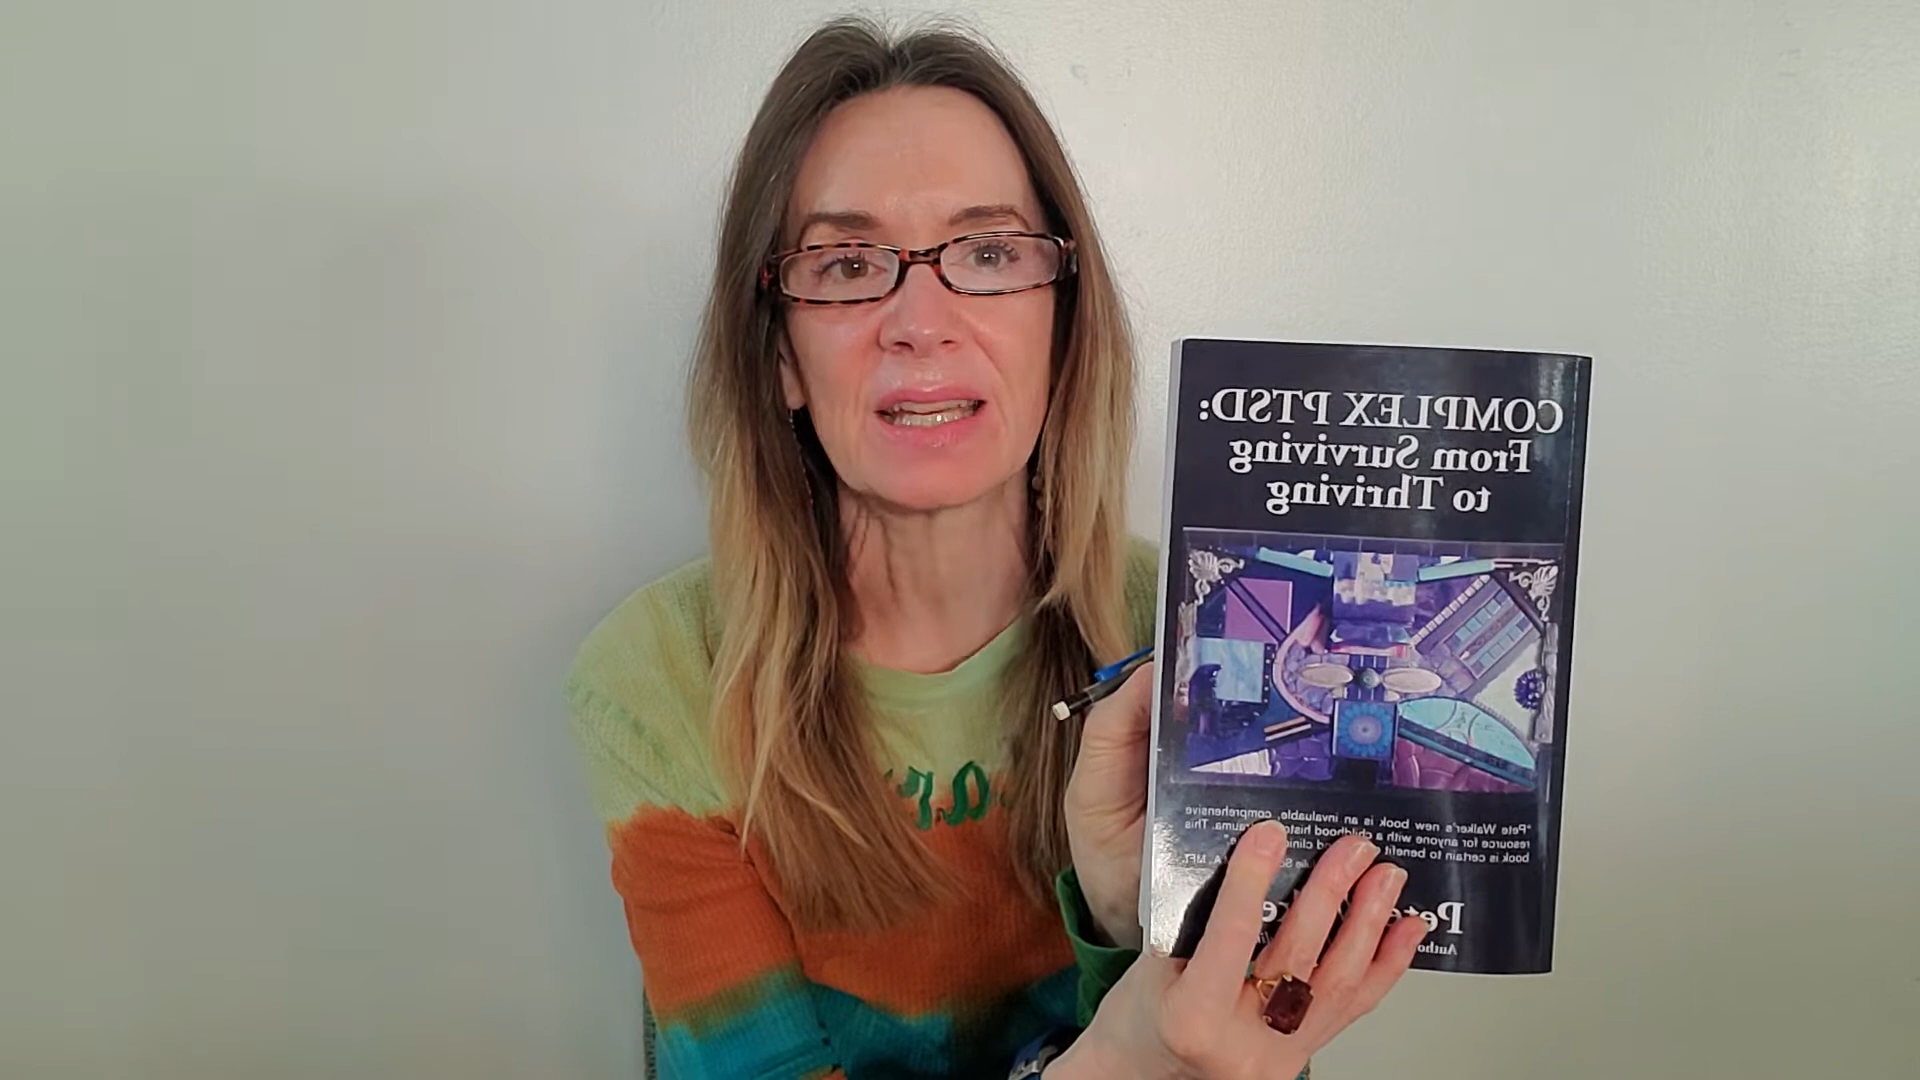 COMPLEX PTSD:
From Surviving
to Thriving
"Pete Walker's new book is an invaluable, comprehensive
resource for anyone with a childhood trauma. This
book is certain to benefit
Pete